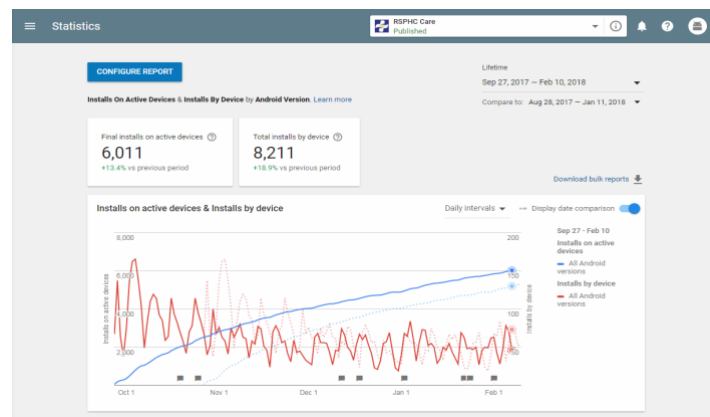 Statistics
RSPHC Care
Published
CONFIGURE REPORT
Lifetime
Sep 27, 2017 – Feb 10, 2018
Compare to: Aug 28, 2017 – Jan 11, 2018
Installs On Active Devices & Installs By Device by Android Version. Learn more
Final installs on active devices
6,011
+13.4% vs previous period
Total installs by device
8,211
+18.9% vs previous period
Download bulk reports
Installs on active devices & Installs by device
Daily intervals
Display date comparison
8,000
6,000
4,000
2,000
Installs on active devices
200
150
100
50
Installs by device
Oct 1
Nov 1
Dec 1
Jan 1
Feb 1
Sep 27 - Feb 10
Installs on active
devices
All Android
versions
Installs by device
All Android
versions